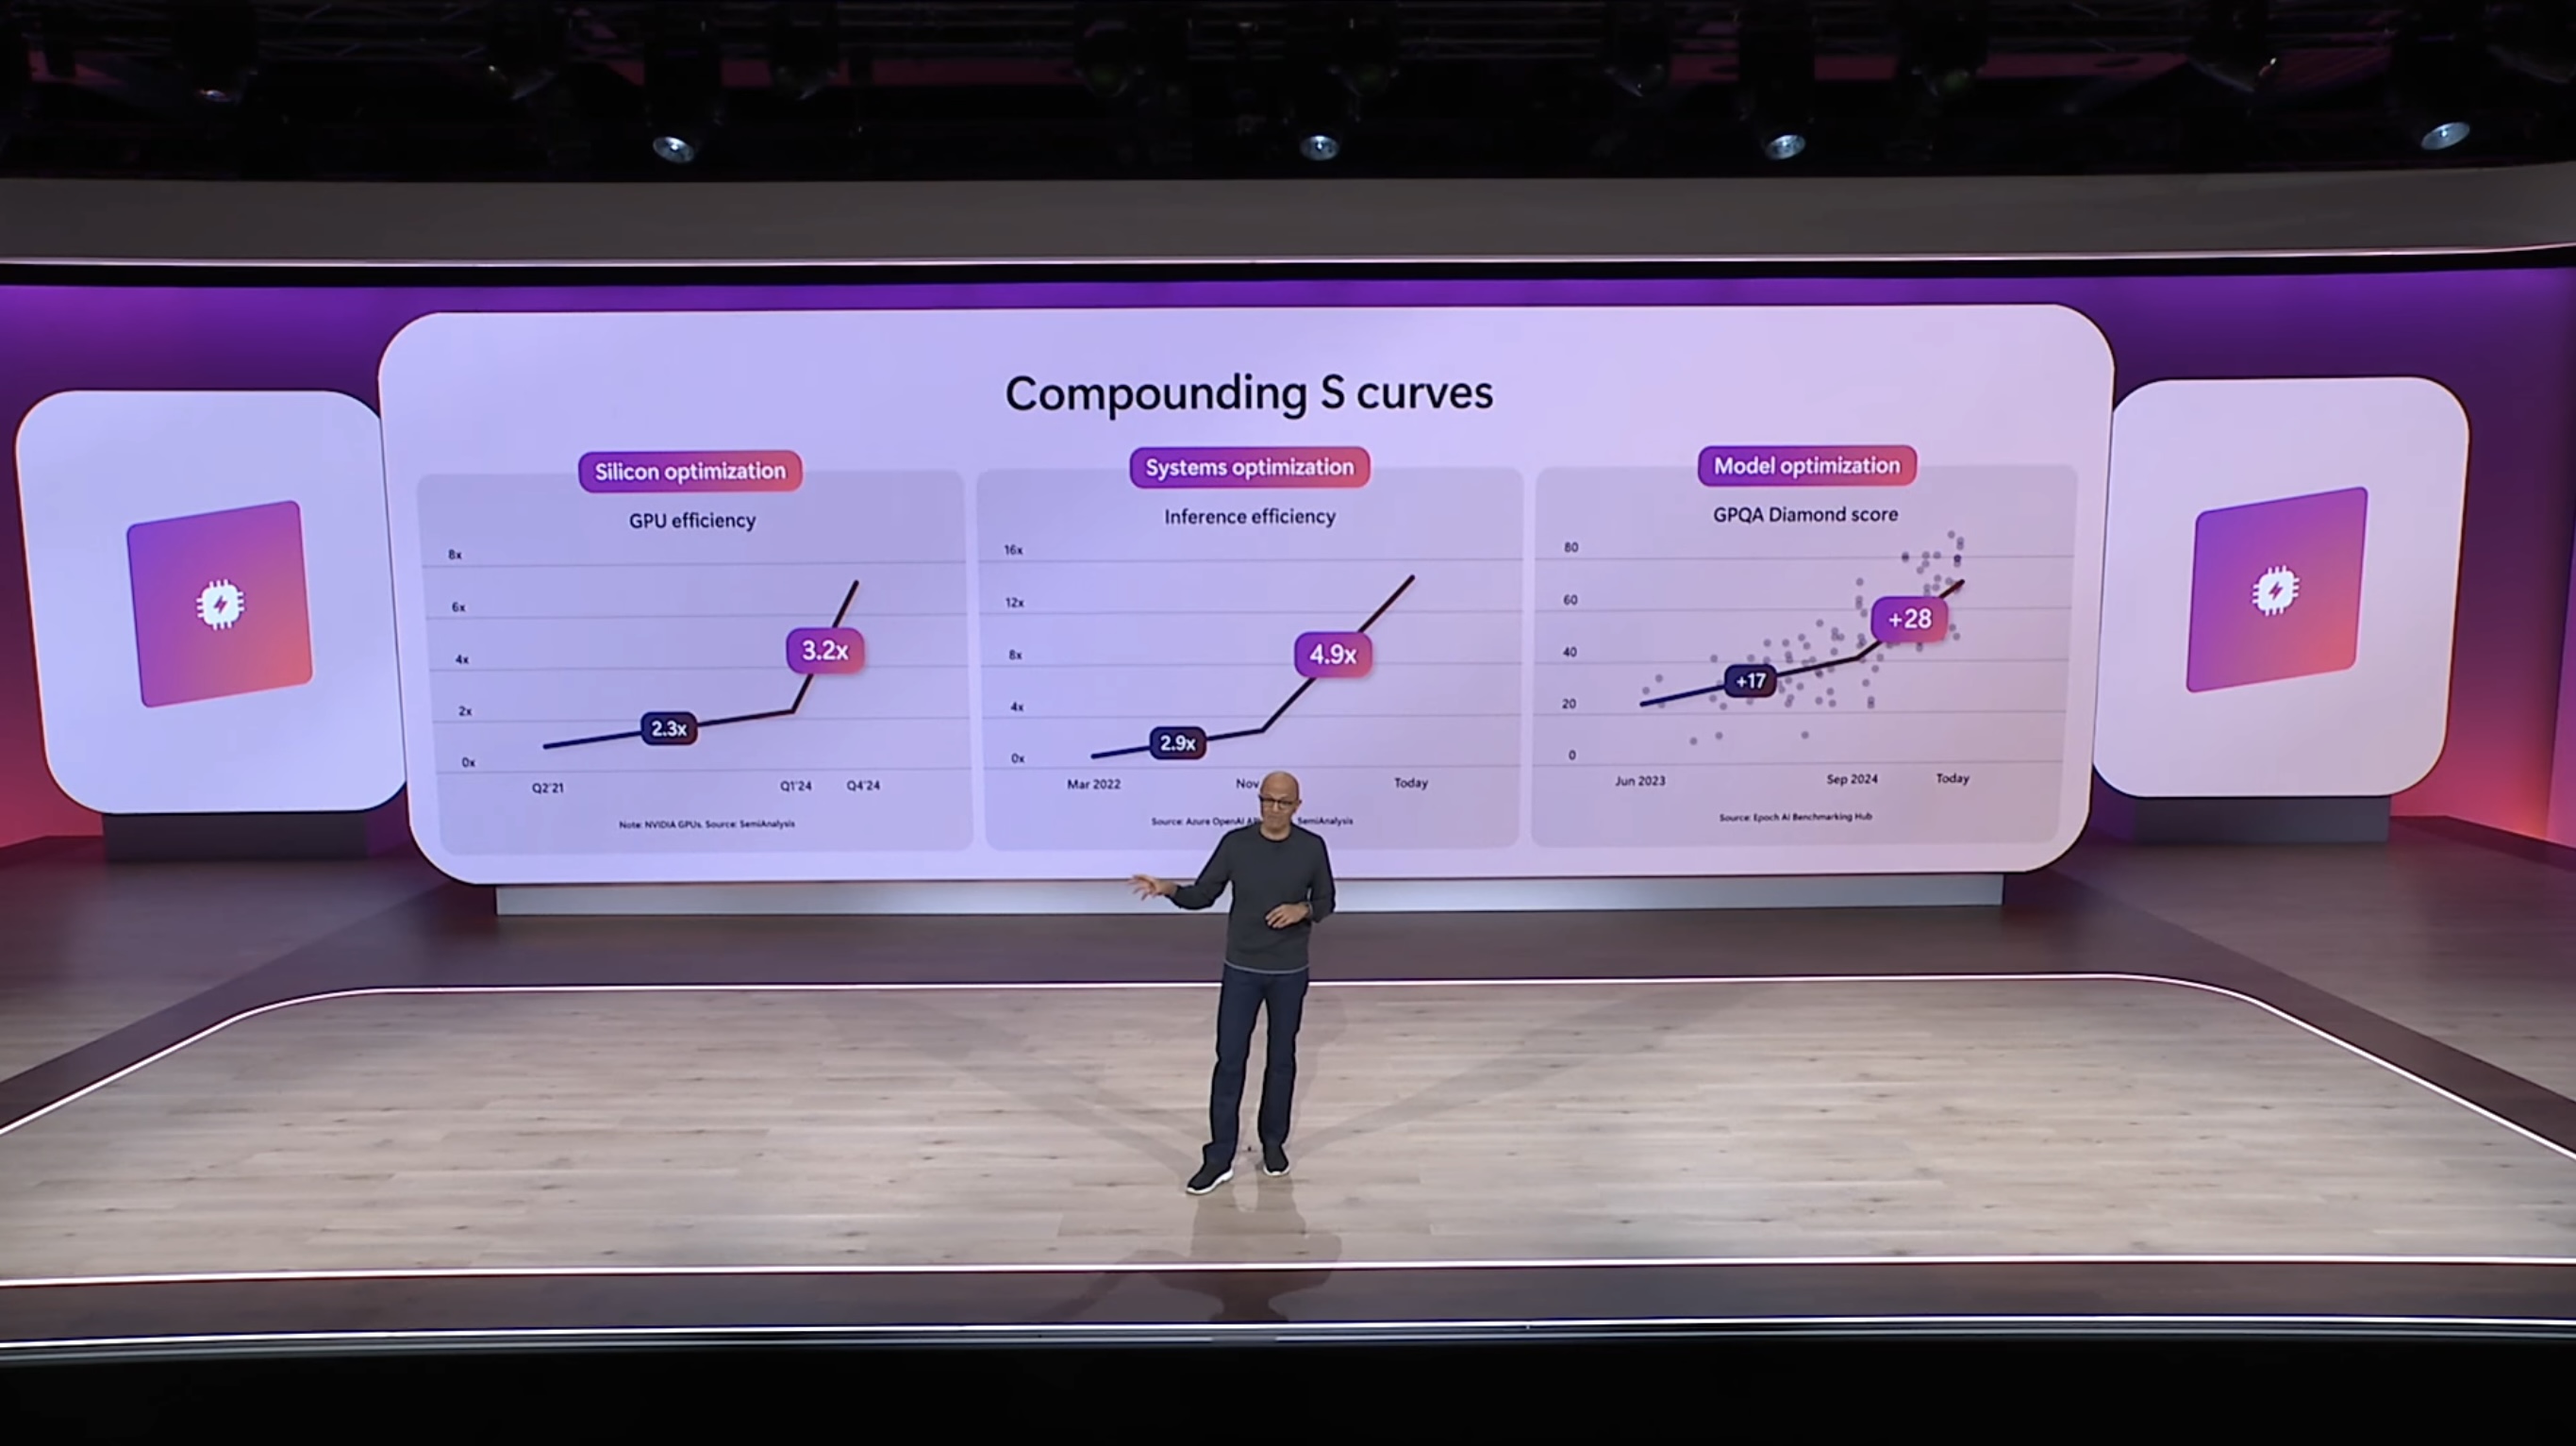 Compounding S curves
Silicon optimization
GPU efficiency
8x
6x
4x
2x
0x
3.2x
2.3x
Q2'21
Q1'24
Q4'24
Note: NVIDIA GPUs. Source: SemiAnalysis
Systems optimization
Inference efficiency
16x
12x
8x
4x
0x
4.9x
2.9x
Mar 2022
Nov
Today
Source: Azure OpenAI SemiAnalysis
Model optimization
GPQA Diamond score
80
60
40
20
0
+28
+17
Jun 2023
Sep 2024
Today
Source: Epoch AI Benchmarking Hub